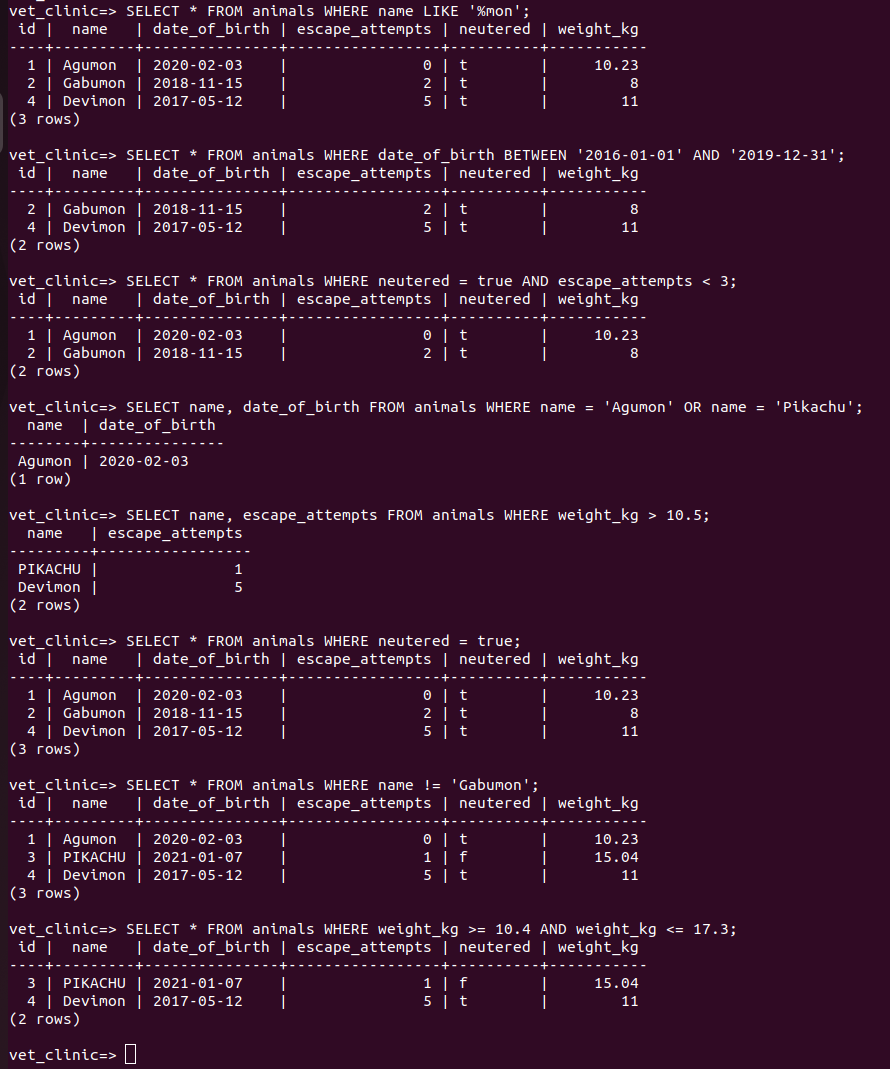 vet_clinic=> SELECT * FROM animals WHERE name LIKE '%mon';
 id |  name   | date_of_birth | escape_attempts | neutered | weight_kg
----+---------+---------------+-----------------+----------+-----------
  1 | Agumon  | 2020-02-03    |               0 | t        |     10.23
  2 | Gabumon | 2018-11-15    |               2 | t        |         8
  4 | Devimon | 2017-05-12    |               5 | t        |        11
(3 rows)

vet_clinic=> SELECT * FROM animals WHERE date_of_birth BETWEEN '2016-01-01' AND '2019-12-31';
 id |  name   | date_of_birth | escape_attempts | neutered | weight_kg
----+---------+---------------+-----------------+----------+-----------
  2 | Gabumon | 2018-11-15    |               2 | t        |         8
  4 | Devimon | 2017-05-12    |               5 | t        |        11
(2 rows)

vet_clinic=> SELECT * FROM animals WHERE neutered = true AND escape_attempts < 3;
 id |  name   | date_of_birth | escape_attempts | neutered | weight_kg
----+---------+---------------+-----------------+----------+-----------
  1 | Agumon  | 2020-02-03    |               0 | t        |     10.23
  2 | Gabumon | 2018-11-15    |               2 | t        |         8
(2 rows)

vet_clinic=> SELECT name, date_of_birth FROM animals WHERE name = 'Agumon' OR name = 'Pikachu';
  name  | date_of_birth
--------+---------------
 Agumon | 2020-02-03
(1 row)

vet_clinic=> SELECT name, escape_attempts FROM animals WHERE weight_kg > 10.5;
  name   | escape_attempts
---------+-----------------
 PIKACHU |               1
 Devimon |               5
(2 rows)

vet_clinic=> SELECT * FROM animals WHERE neutered = true;
 id |  name   | date_of_birth | escape_attempts | neutered | weight_kg
----+---------+---------------+-----------------+----------+-----------
  1 | Agumon  | 2020-02-03    |               0 | t        |     10.23
  2 | Gabumon | 2018-11-15    |               2 | t        |         8
  4 | Devimon | 2017-05-12    |               5 | t        |        11
(3 rows)

vet_clinic=> SELECT * FROM animals WHERE name != 'Gabumon';
 id |  name   | date_of_birth | escape_attempts | neutered | weight_kg
----+---------+---------------+-----------------+----------+-----------
  1 | Agumon  | 2020-02-03    |               0 | t        |     10.23
  3 | PIKACHU | 2021-01-07    |               1 | f        |     15.04
  4 | Devimon | 2017-05-12    |               5 | t        |        11
(3 rows)

vet_clinic=> SELECT * FROM animals WHERE weight_kg >= 10.4 AND weight_kg <= 17.3;
 id |  name   | date_of_birth | escape_attempts | neutered | weight_kg
----+---------+---------------+-----------------+----------+-----------
  3 | PIKACHU | 2021-01-07    |               1 | f        |     15.04
  4 | Devimon | 2017-05-12    |               5 | t        |        11
(2 rows)

vet_clinic=>